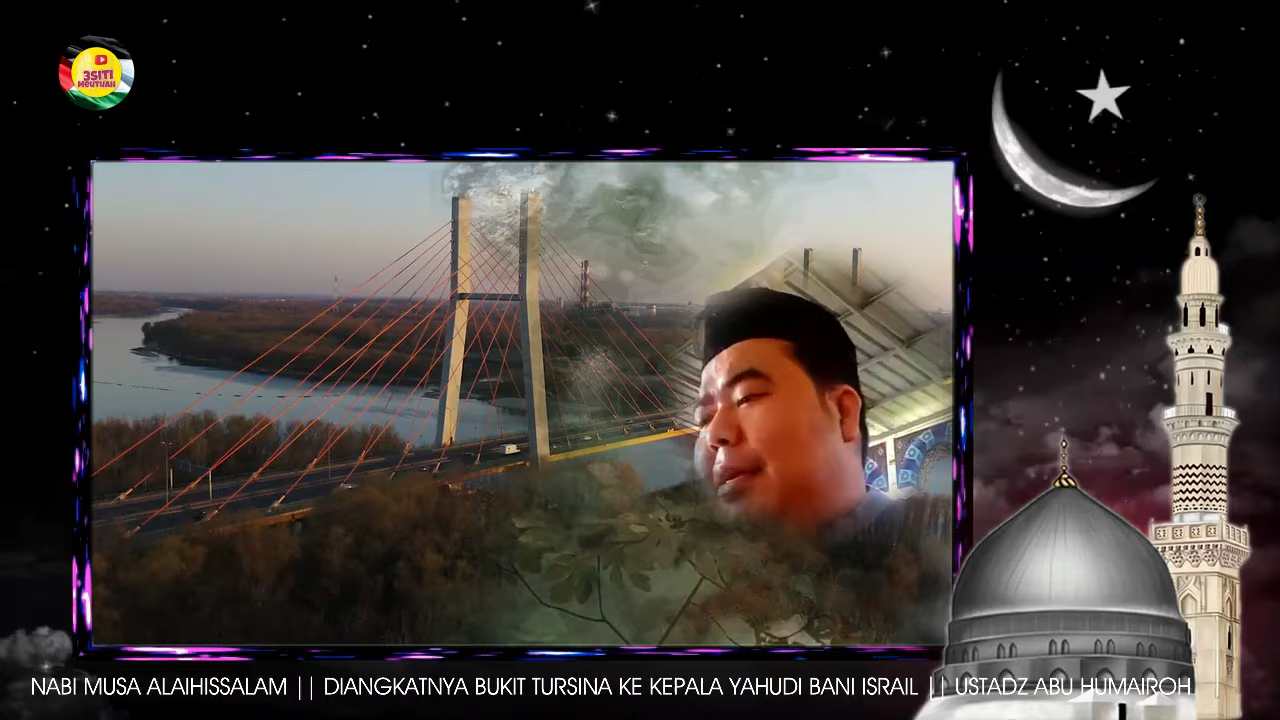 3SITI
MEUTUAH
NABI MUSA ALAIHISSALAM || DIANGKATNYA BUKIT TURSINA KE KEPALA YAHUDI BANI ISRAIL || USTADZ ABU HUMAIROH